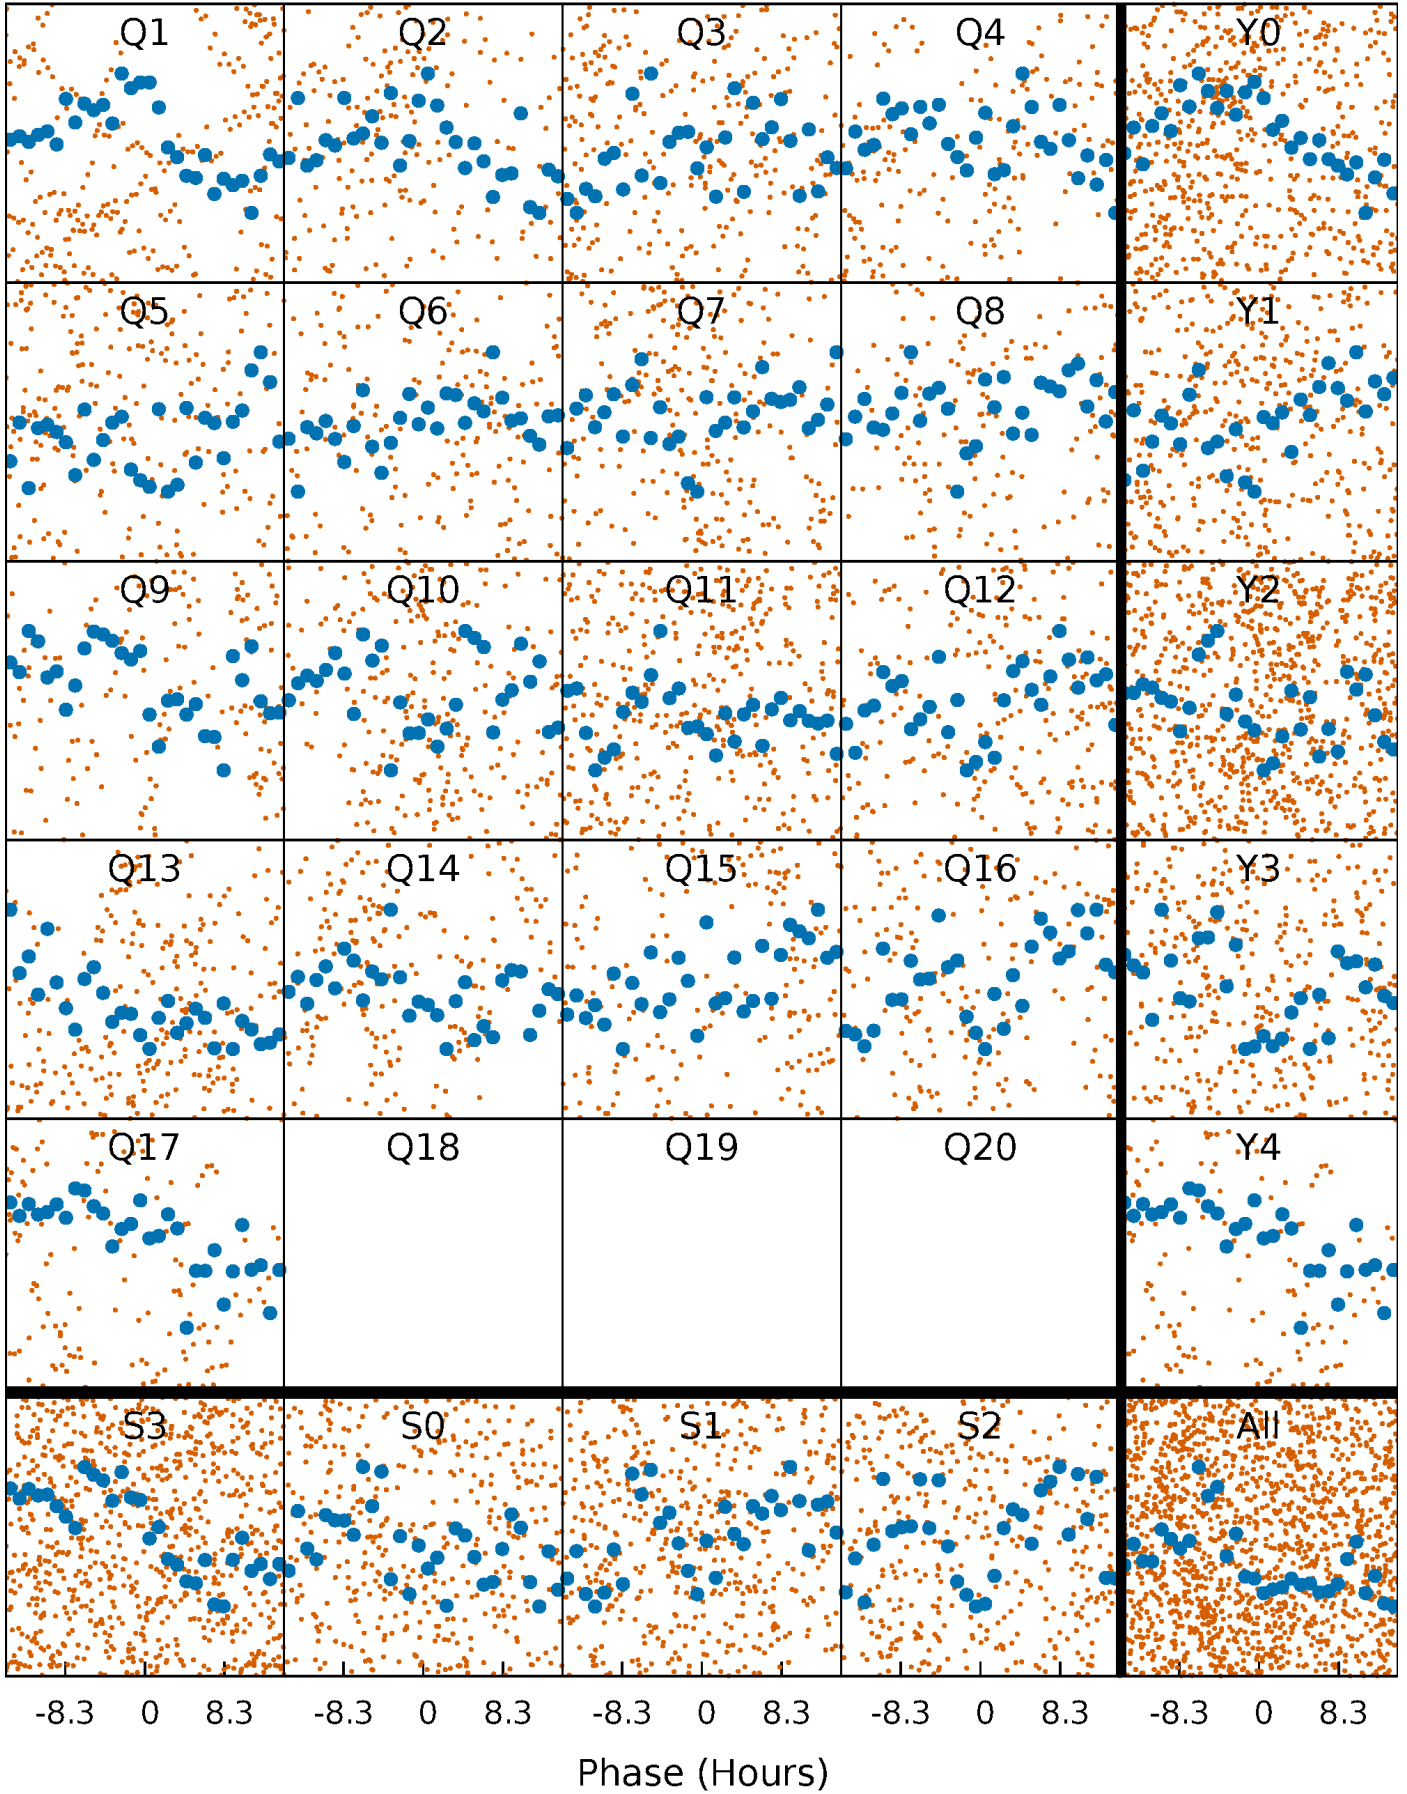 Q1 Q2 Q3 Q4 Y0
Q5 Q6 Q7 Q8 Y1
Q9 Q10 Q11 Q12 Y2
Q13 Q14 Q15 Q16 Y3
Q17 Q18 Q19 Q20 Y4
S3 S0 S1 S2 All
-8.3 0 8.3 -8.3 0 8.3 -8.3 0 8.3 -8.3 0 8.3 -8.3 0 8.3
Phase (Hours)